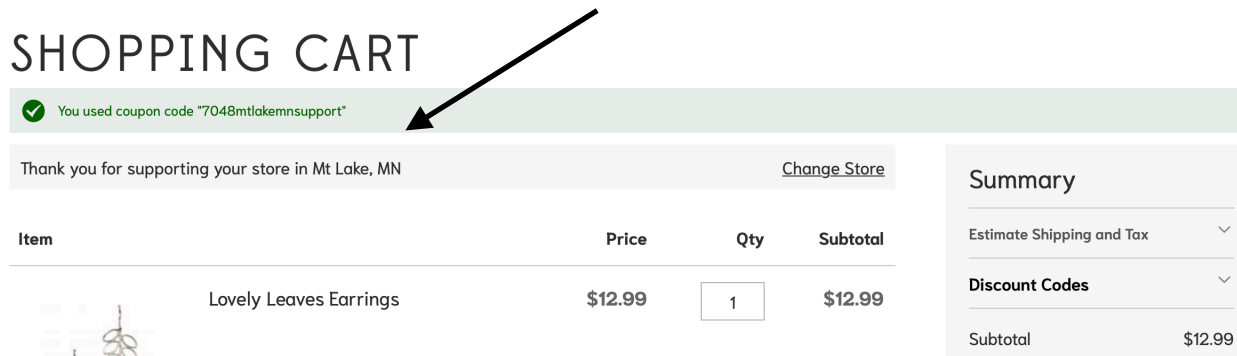 SHOPPING CART
You used coupon code "7048mtlakemnsupport"
Thank you for supporting your store in Mt Lake, MN
Change Store
Item Price Qty Subtotal
Lovely Leaves Earrings $12.99 1 $12.99
Summary
Estimate Shipping and Tax
Discount Codes
Subtotal $12.99